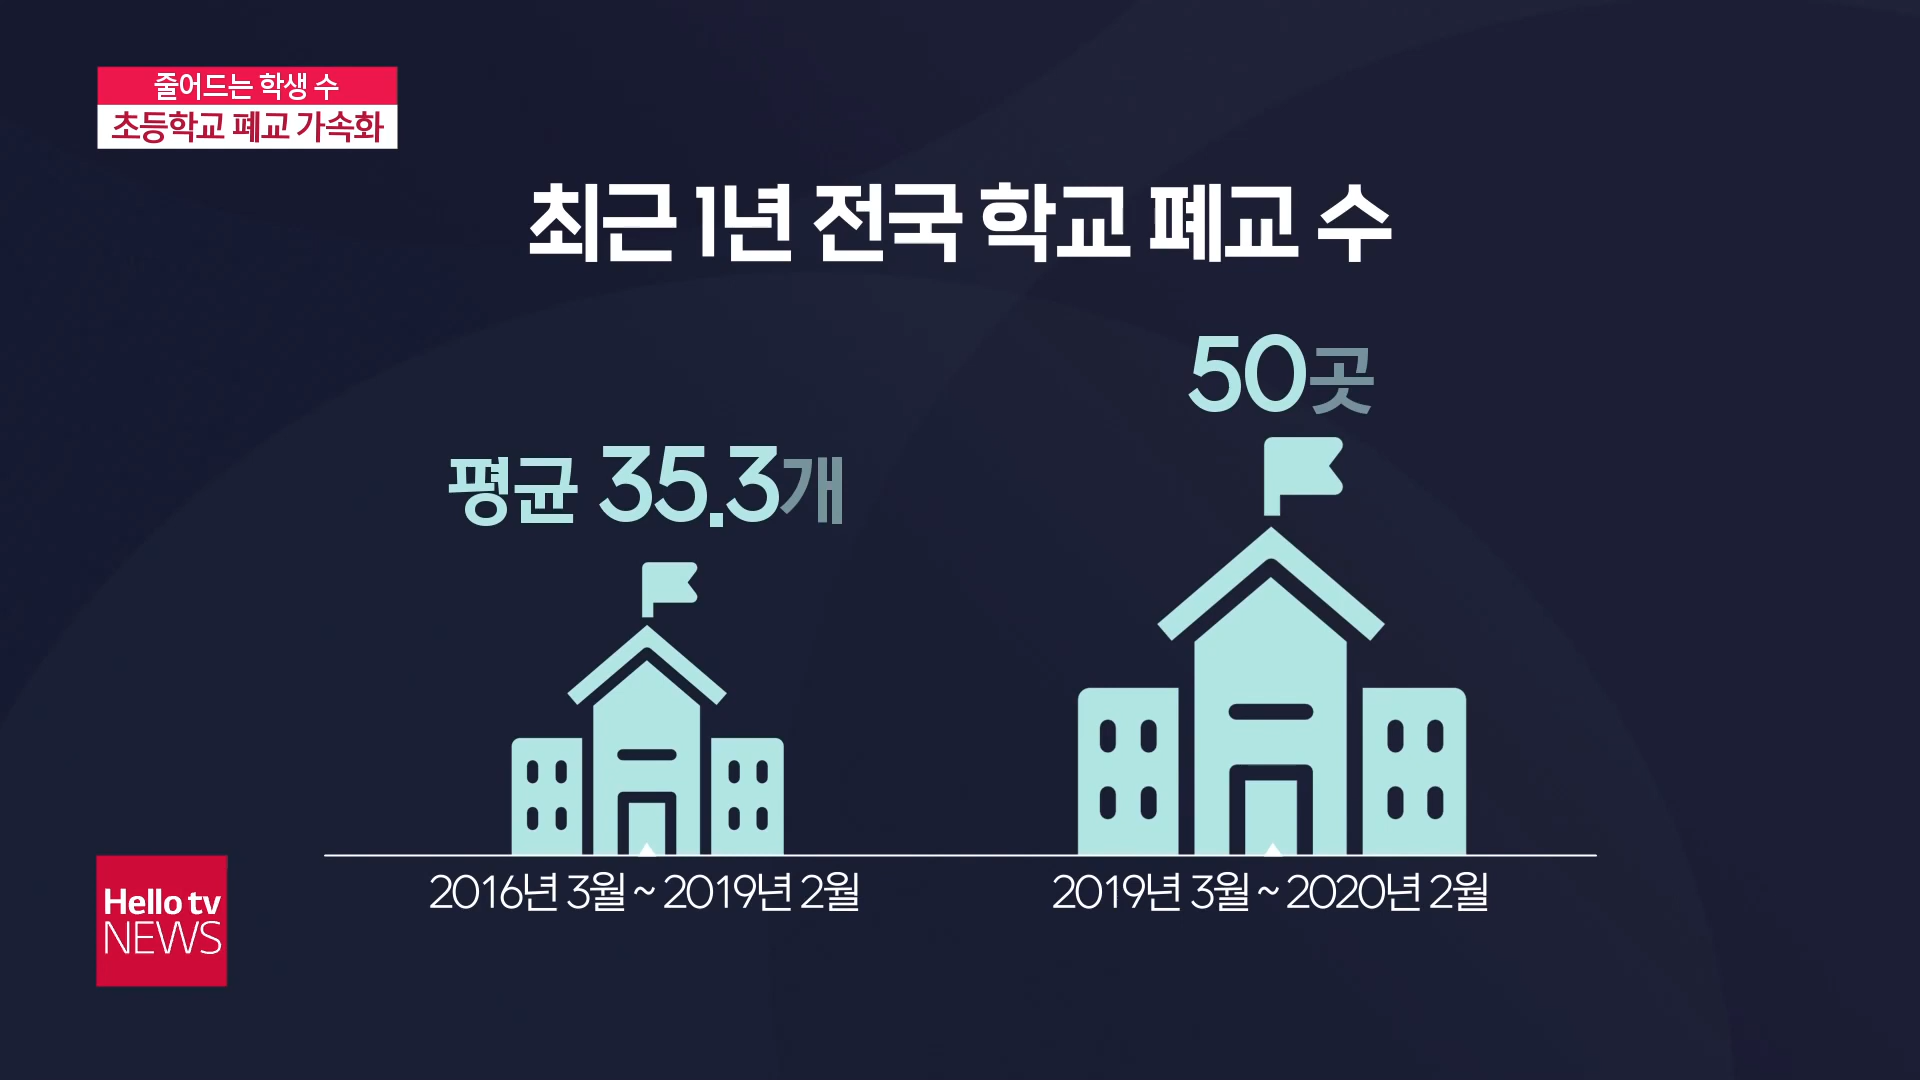 줄어드는 학생 수
초등학교 폐교 가속화
최근 1년 전국 학교 폐교 수
50곳
평균 35.3개
2016년 3월 ~ 2019년 2월
2019년 3월 ~ 2020년 2월
Hello tv
NEWS